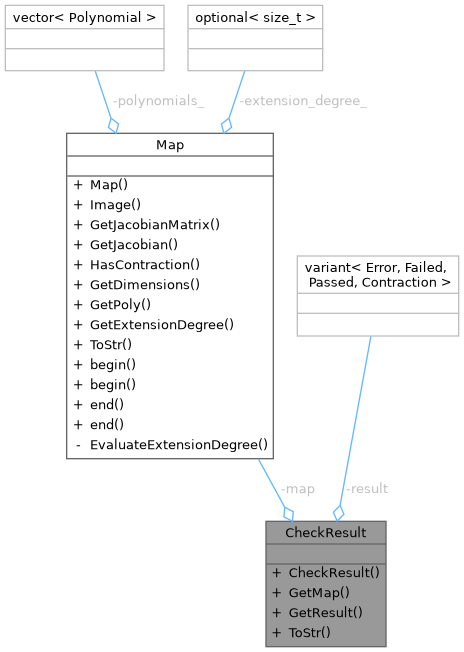 vector< Polynomial >
optional< size_t >
-polynomials_
-extension_degree_
Map
+ Map()
+ Image()
+ GetJacobianMatrix()
+ GetJacobian()
+ HasContraction()
+ GetDimensions()
+ GetPoly()
+ GetExtensionDegree()
+ ToStr()
+ begin()
+ begin()
+ end()
+ end()
- EvaluateExtensionDegree()
variant< Error, Failed,
Passed, Contraction >
-map
-result
CheckResult
+ CheckResult()
+ GetMap()
+ GetResult()
+ ToStr()